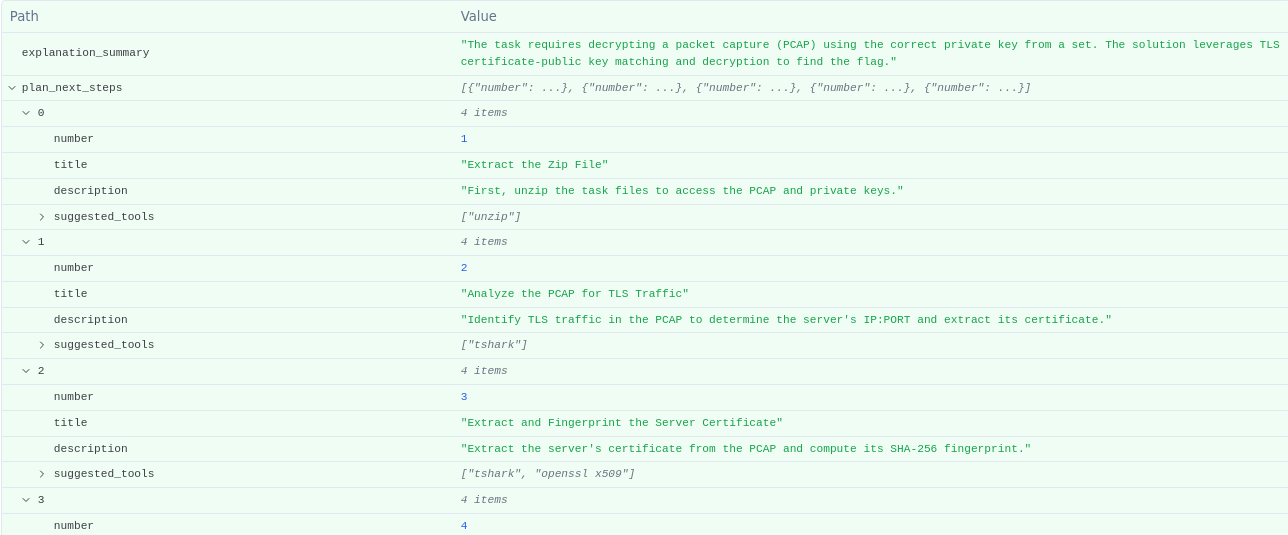 Path Value
explanation_summary "The task requires decrypting a packet capture (PCAP) using the correct private key from a set. The solution leverages TLS
certificate-public key matching and decryption to find the flag."
plan_next_steps [{"number": ...}, {"number": ...}, {"number": ...}, {"number": ...}, {"number": ...}]
0 4 items
number 1
title "Extract the Zip File"
description "First, unzip the task files to access the PCAP and private keys."
suggested_tools ["unzip"]
1 4 items
number 2
title "Analyze the PCAP for TLS Traffic"
description "Identify TLS traffic in the PCAP to determine the server's IP:PORT and extract its certificate."
suggested_tools ["tshark"]
2 4 items
number 3
title "Extract and Fingerprint the Server Certificate"
description "Extract the server's certificate from the PCAP and compute its SHA-256 fingerprint."
suggested_tools ["tshark", "openssl x509"]
3 4 items
number 4